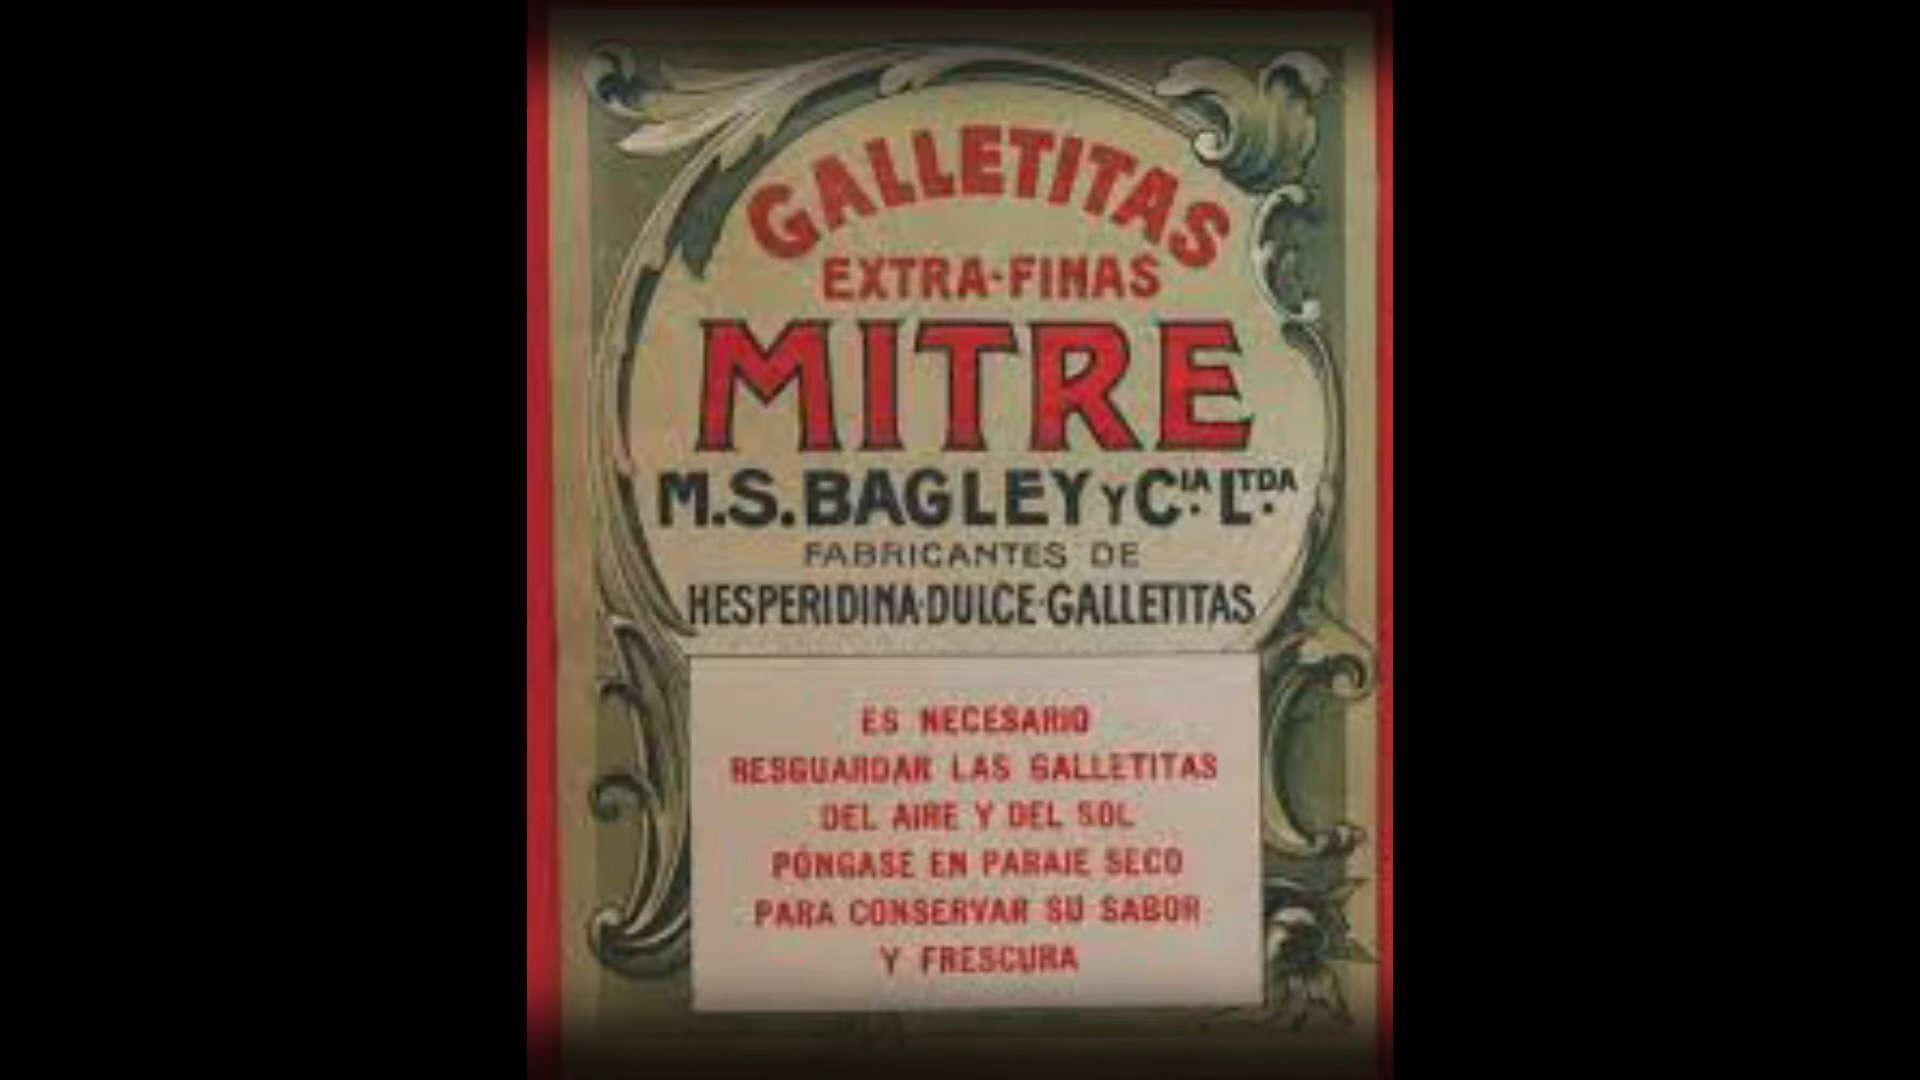 GALLETITAS
EXTRA-FINAS
MITRE
M.S. BAGLEY Y CIA. LTDA.
FABRICANTES DE
HESPERIDINA·DULCE·GALLETITAS
ES NECESARIO
RESGUARDAR LAS GALLETITAS
DEL AIRE Y DEL SOL
PÓNGASE EN PARAJE SECO
PARA CONSERVAR SU SABOR
Y FRESCURA